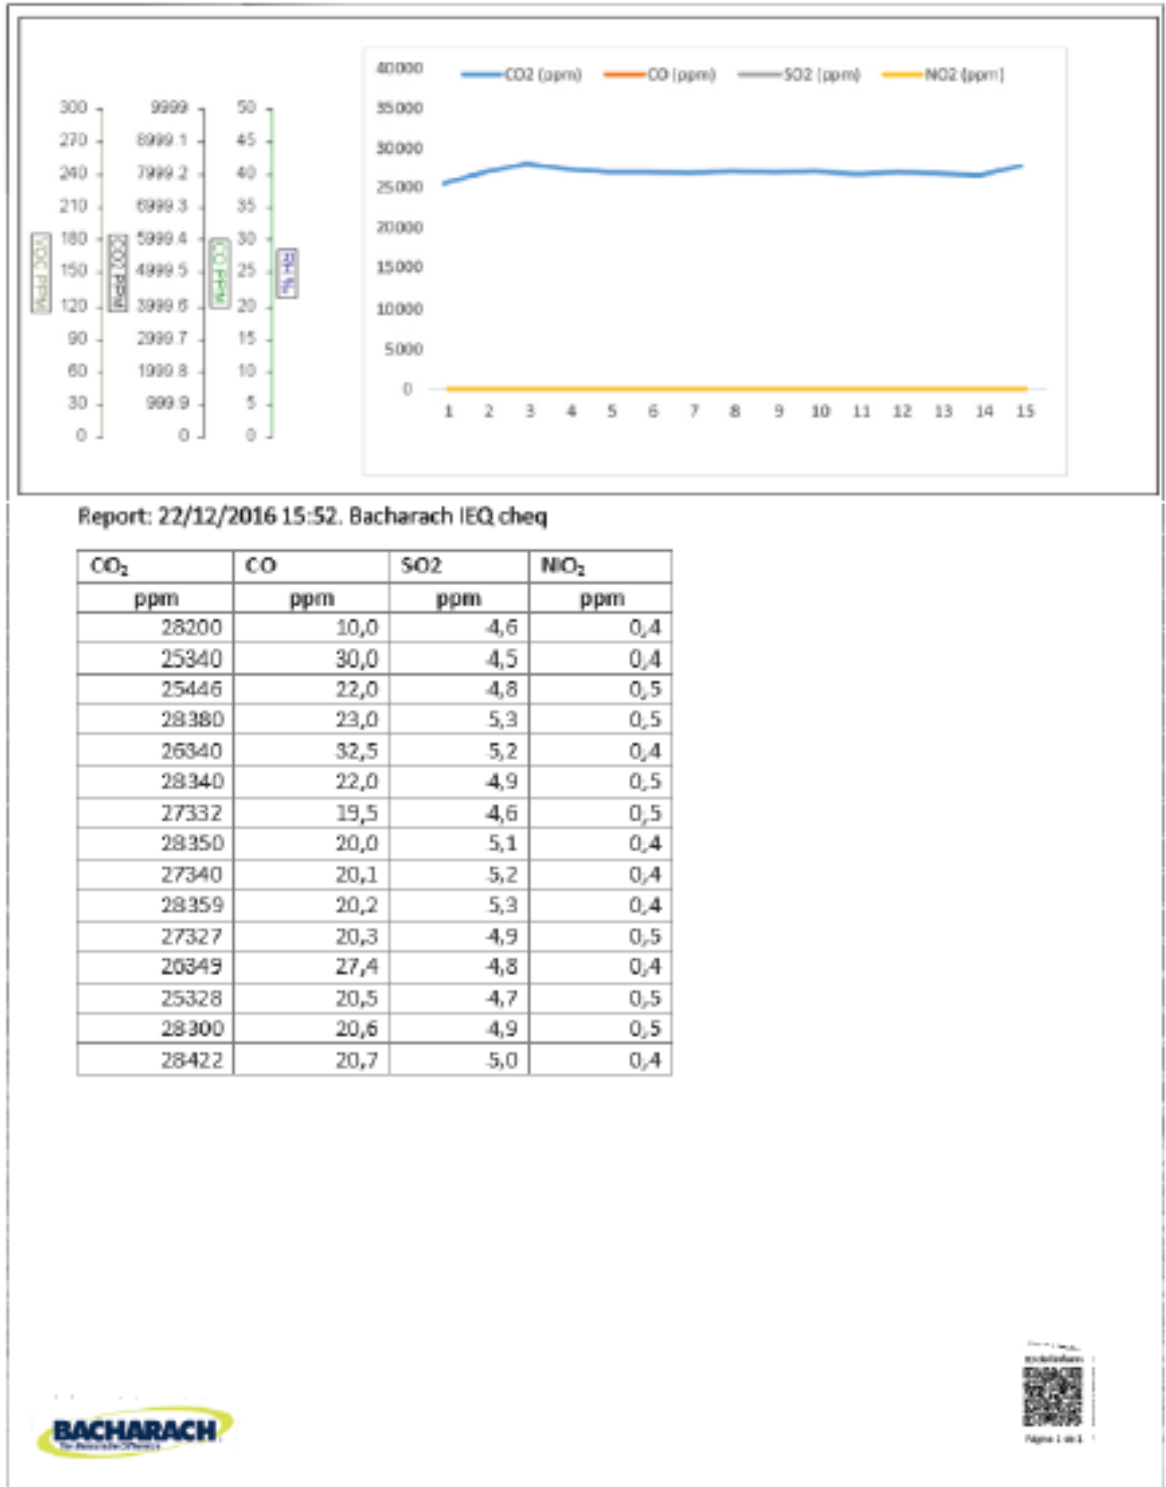 40000 CO2 (ppm) CO (ppm) SO2 (ppm) NO2 (ppm)
300 9999 50 35000
270 8999.1 45
30000
240 7999.2 40
25000
210 6999.3 35
20000
180 5999.4 30
VOC PPM CO2 PPM CO PPM RH %
150 4999.5 25 15000
120 3999.6 20 10000
90 2999.7 15
5000
60 1999.8 10
30 999.9 5 0
1 2 3 4 5 6 7 8 9 10 11 12 13 14 15
0 0 0
Report: 22/12/2016 15:52. Bacharach IEQ cheq
CO₂ CO SO2 NIO₂
ppm ppm ppm ppm
28200 10,0 4,6 0,4
25340 30,0 4,5 0,4
25446 22,0 4,8 0,5
28380 23,0 5,3 0,5
26340 32,5 5,2 0,4
28340 22,0 4,9 0,5
27332 19,5 4,6 0,5
28350 20,0 5,1 0,4
27340 20,1 5,2 0,4
28359 20,2 5,3 0,4
27327 20,3 4,9 0,5
26349 27,4 4,8 0,4
25328 20,5 4,7 0,5
28300 20,6 4,9 0,5
28422 20,7 5,0 0,4
BACHARACH
Página 1 de 1